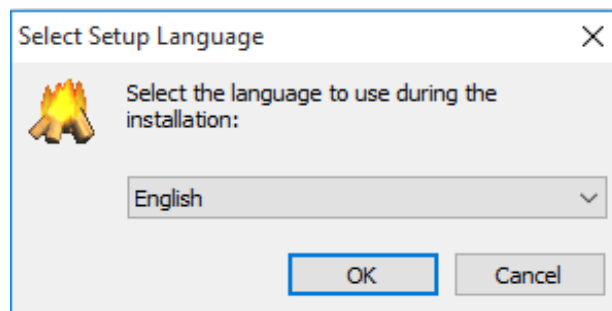 Select Setup Language
Select the language to use during the
installation:
English
OK
Cancel